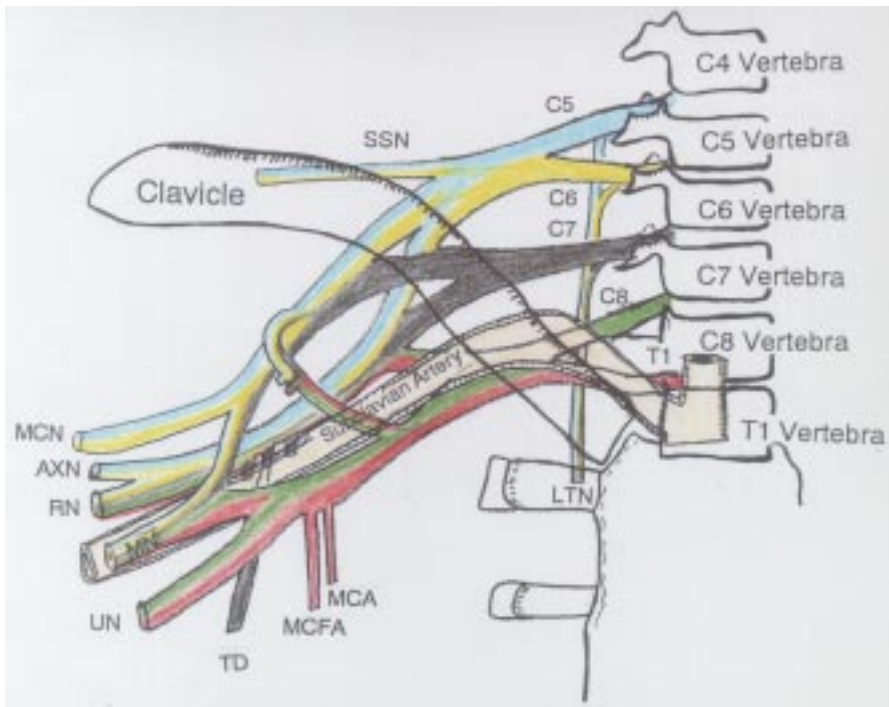 C4 Vertebra
C5
SSN
C5 Vertebra
Clavicle
C6
C6 Vertebra
C7
C7 Vertebra
C8
C8 Vertebra
T1
Subclavian Artery
MCN
T1 Vertebra
AXN
LTN
RN
MN
MCA
UN
MCFA
TD